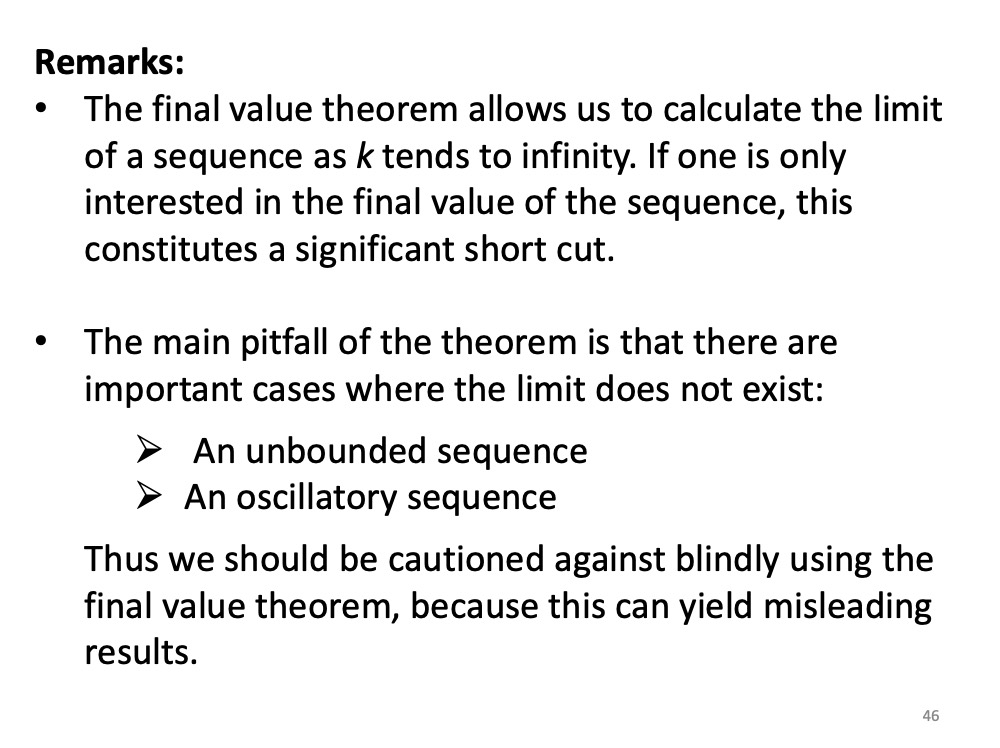 Remarks:
• The final value theorem allows us to calculate the limit
of a sequence as k tends to infinity. If one is only
interested in the final value of the sequence, this
constitutes a significant short cut.
• The main pitfall of the theorem is that there are
important cases where the limit does not exist:
➢ An unbounded sequence
➢ An oscillatory sequence
Thus we should be cautioned against blindly using the
final value theorem, because this can yield misleading
results.
46